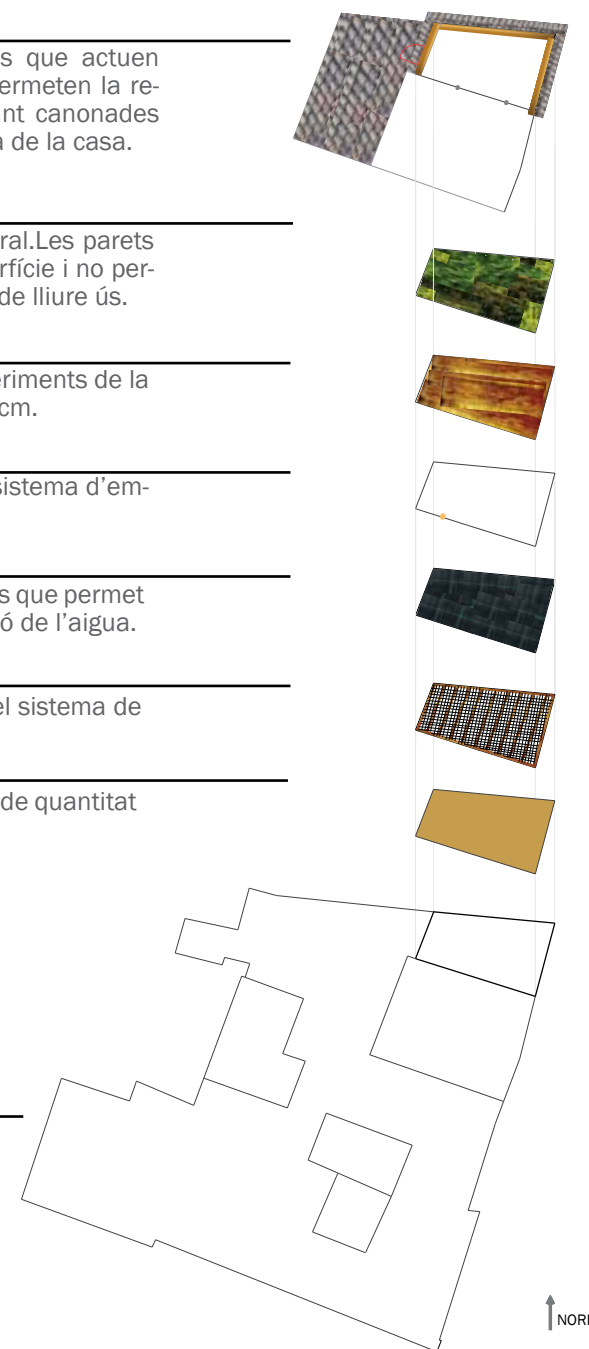 s que actuen
ermeten la re-
nt canonades
a de la casa.
ral.Les parets
rfície i no per-
de lliure ús.
eriments de la
cm.
sistema d'em-
s que permet
ó de l'aigua.
el sistema de
de quantitat
NOR